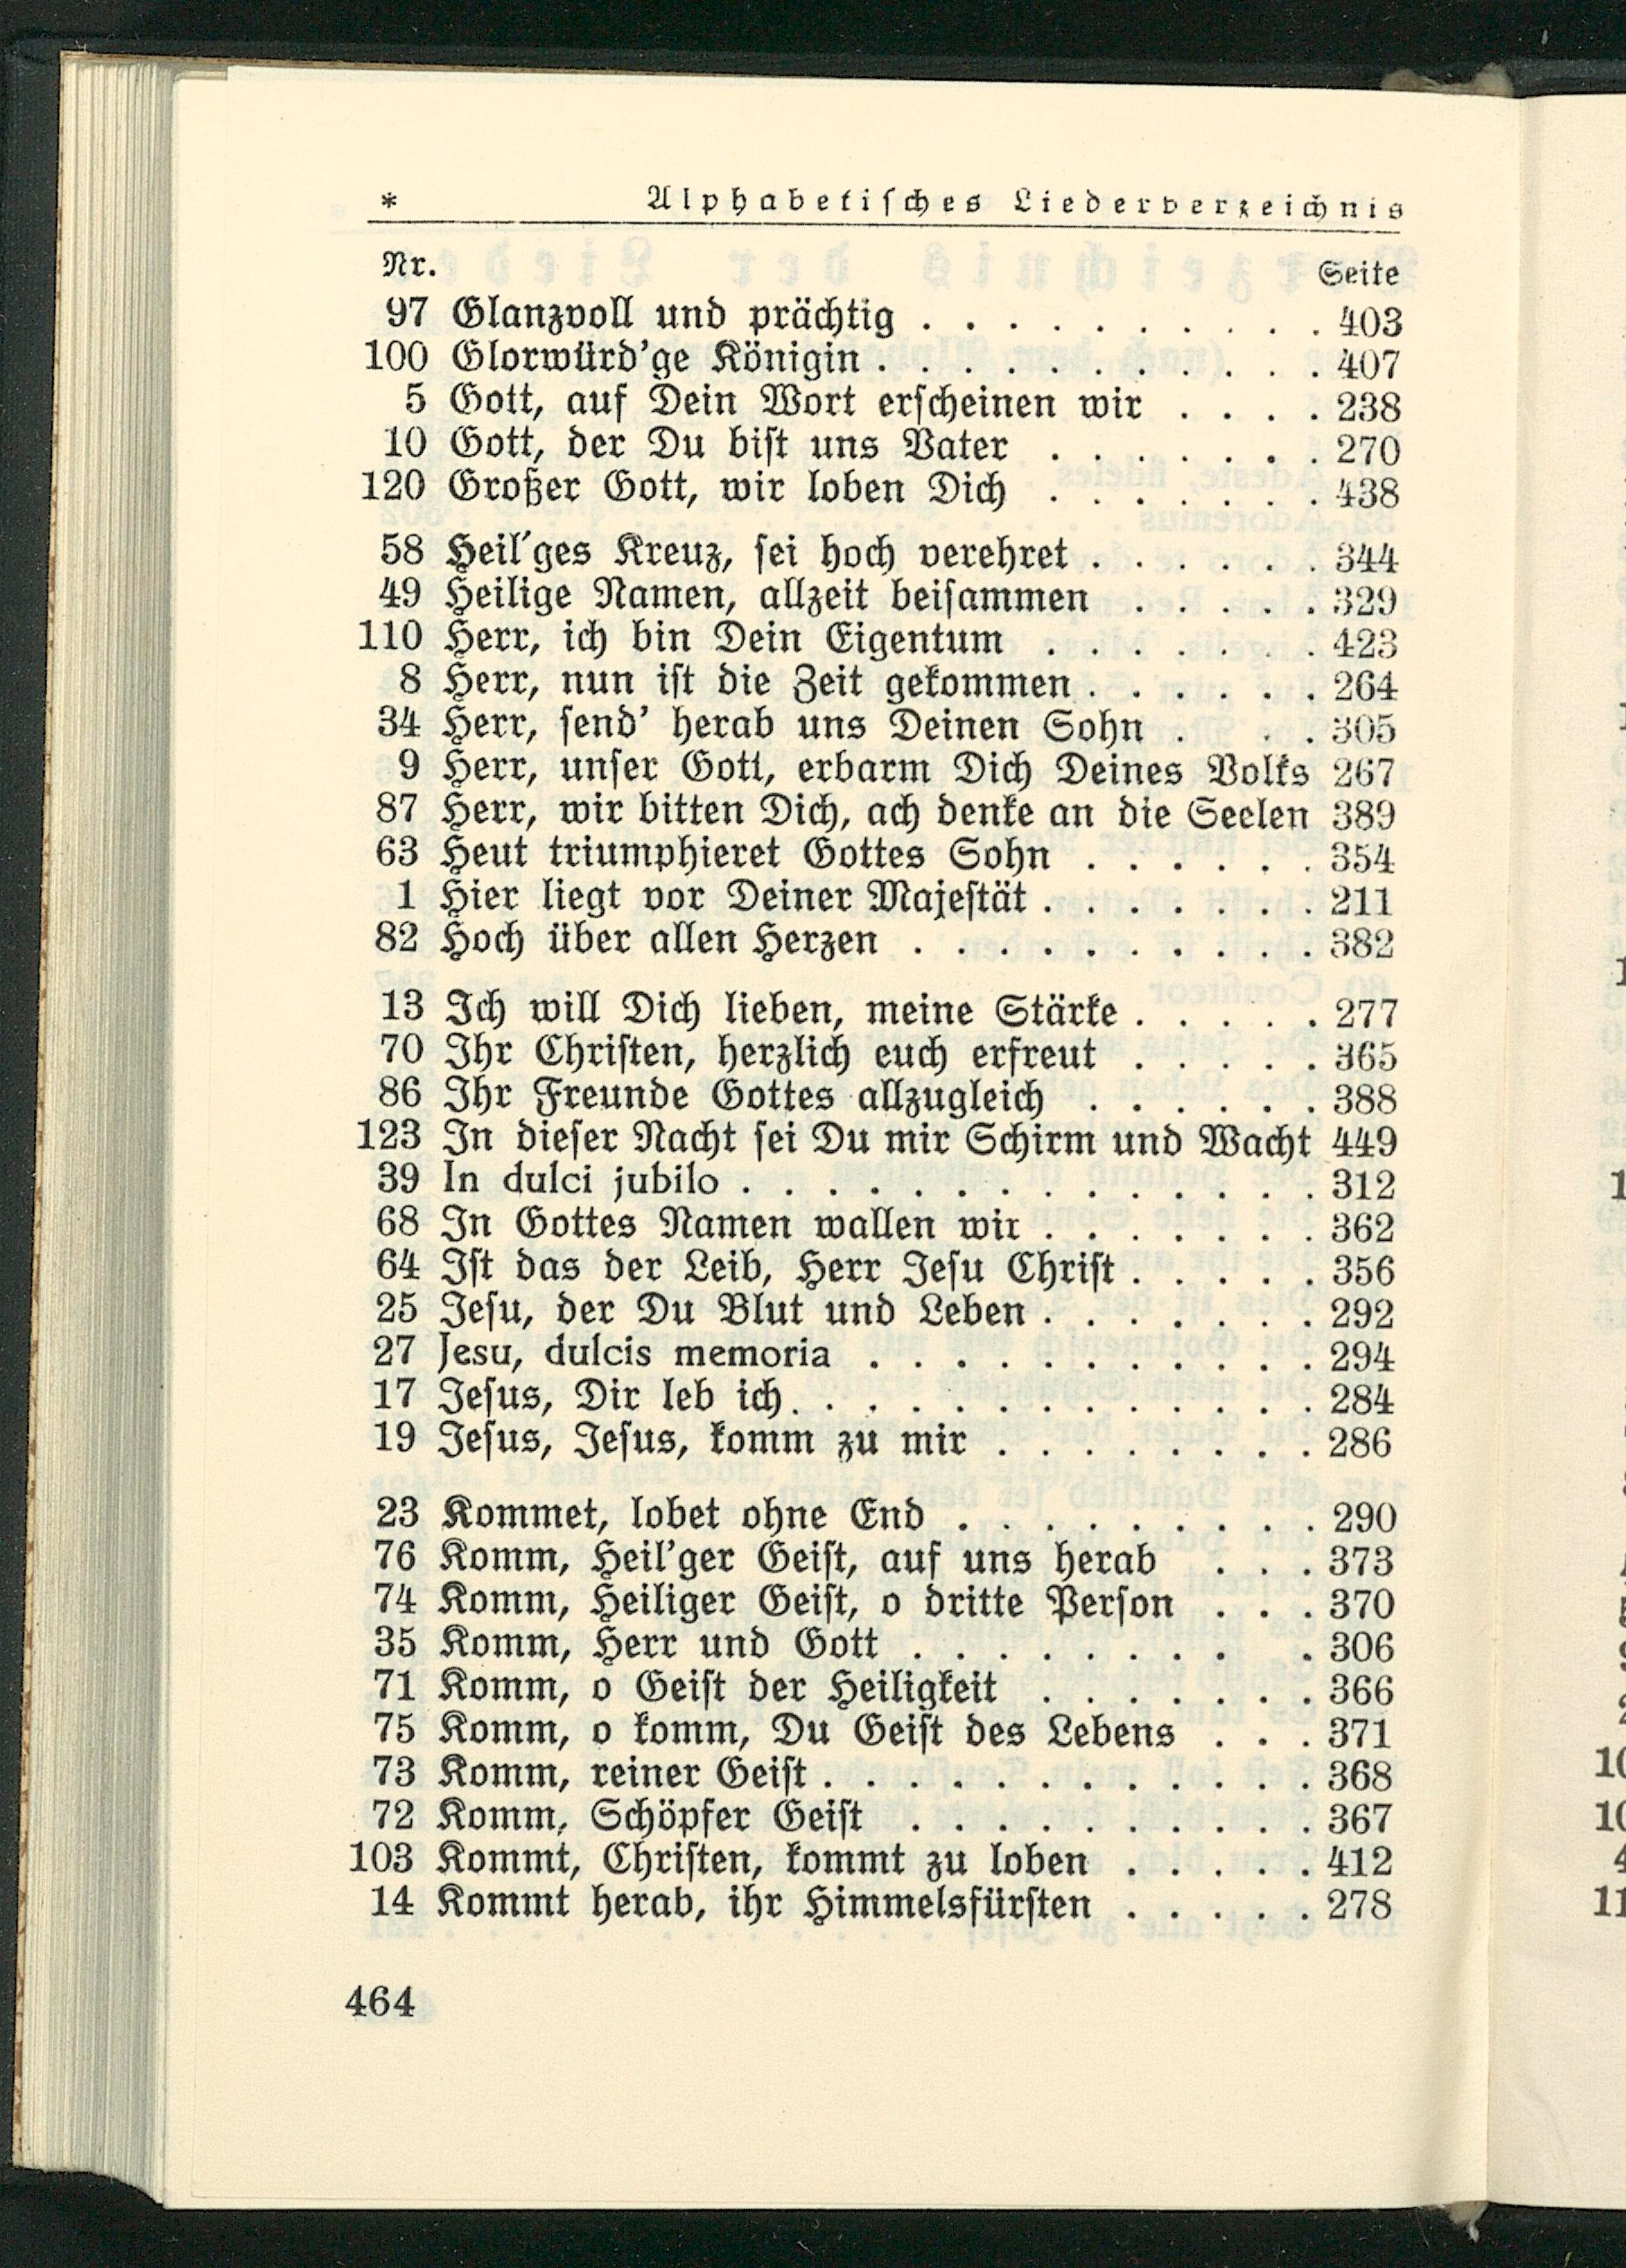 * Alphabetisches Liederverzeichnis
Nr. Seite
97 Glanzvoll und prächtig . . . . . . . . . . 403
100 Glorwürd'ge Königin . . . . . . . . . . . 407
5 Gott, auf Dein Wort erscheinen wir . . . . 238
10 Gott, der Du bist uns Vater . . . . . . . 270
120 Großer Gott, wir loben Dich . . . . . . . 438
58 Heil'ges Kreuz, sei hoch verehret . . . . . . 344
49 Heilige Namen, allzeit beisammen . . . . . 329
110 Herr, ich bin Dein Eigentum . . . . . . . 423
8 Herr, nun ist die Zeit gekommen . . . . . . 264
34 Herr, send' herab uns Deinen Sohn . . . 305
9 Herr, unser Gott, erbarm Dich Deines Volks 267
87 Herr, wir bitten Dich, ach denke an die Seelen 389
63 Heut triumphieret Gottes Sohn . . . . . . 354
1 Hier liegt vor Deiner Majestät . . . . . . . 211
82 Hoch über allen Herzen . . . . . . . . . . 382
13 Ich will Dich lieben, meine Stärke . . . . . 277
70 Ihr Christen, herzlich euch erfreut . . . . . 365
86 Ihr Freunde Gottes allzugleich . . . . . . 388
123 In dieser Nacht sei Du mir Schirm und Wacht 449
39 In dulci jubilo . . . . . . . . . . . . . . 312
68 In Gottes Namen wallen wir . . . . . . . 362
64 Ist das der Leib, Herr Jesu Christ . . . . . 356
25 Jesu, der Du Blut und Leben . . . . . . . 292
27 Jesu, dulcis memoria . . . . . . . . . . . 294
17 Jesus, Dir leb ich . . . . . . . . . . . . . 284
19 Jesus, Jesus, komm zu mir . . . . . . . . 286
23 Kommet, lobet ohne End . . . . . . . . . 290
76 Komm, Heil'ger Geist, auf uns herab . . . 373
74 Komm, Heiliger Geist, o dritte Person . . . 370
35 Komm, Herr und Gott . . . . . . . . . 306
71 Komm, o Geist der Heiligkeit . . . . . . . 366
75 Komm, o komm, Du Geist des Lebens . . . 371
73 Komm, reiner Geist . . . . . . . . . . . . 368
72 Komm, Schöpfer Geist . . . . . . . . . . 367
103 Kommt, Christen, kommt zu loben . . . . . 412
14 Kommt herab, ihr Himmelsfürsten . . . . . 278
464